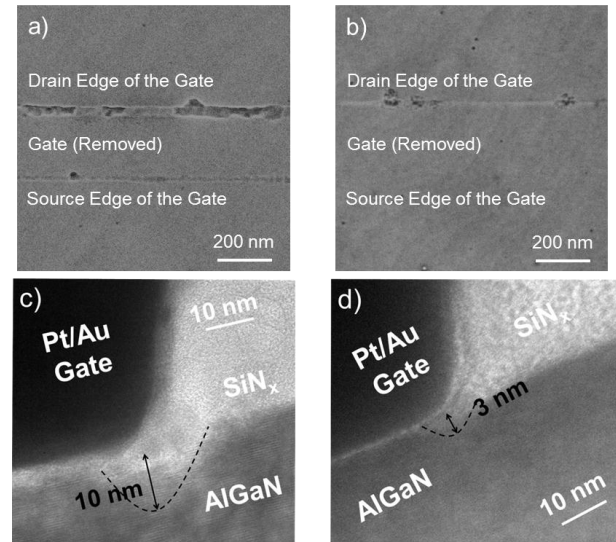 a)
Drain Edge of the Gate
Gate (Removed)
Source Edge of the Gate
200 nm
b)
Drain Edge of the Gate
Gate (Removed)
Source Edge of the Gate
200 nm
c)
10 nm
Pt/Au
Gate
SiNₓ
10 nm
AlGaN
d)
SiNₓ
Pt/Au
Gate
3 nm
AlGaN
10 nm